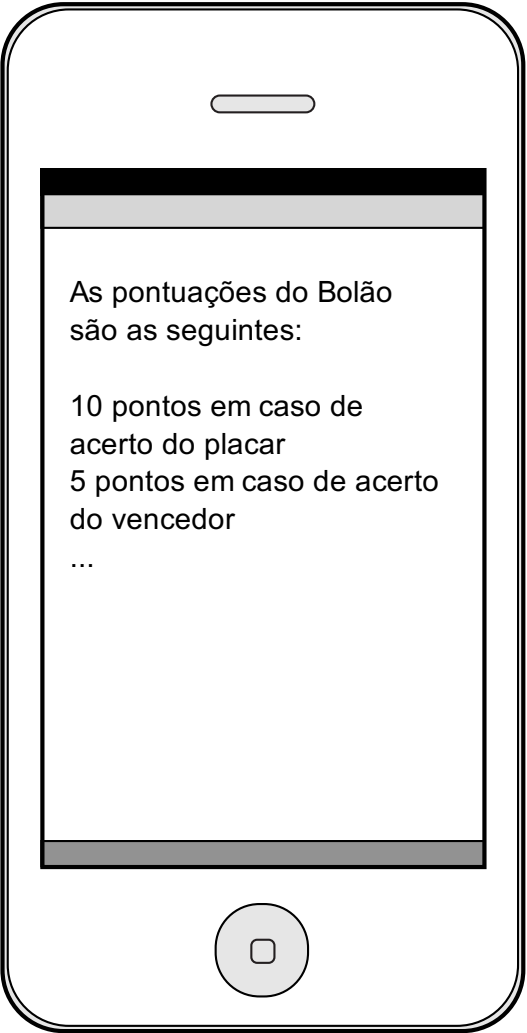 As pontuações do Bolão
são as seguintes:
10 pontos em caso de
acerto do placar
5 pontos em caso de acerto
do vencedor
...